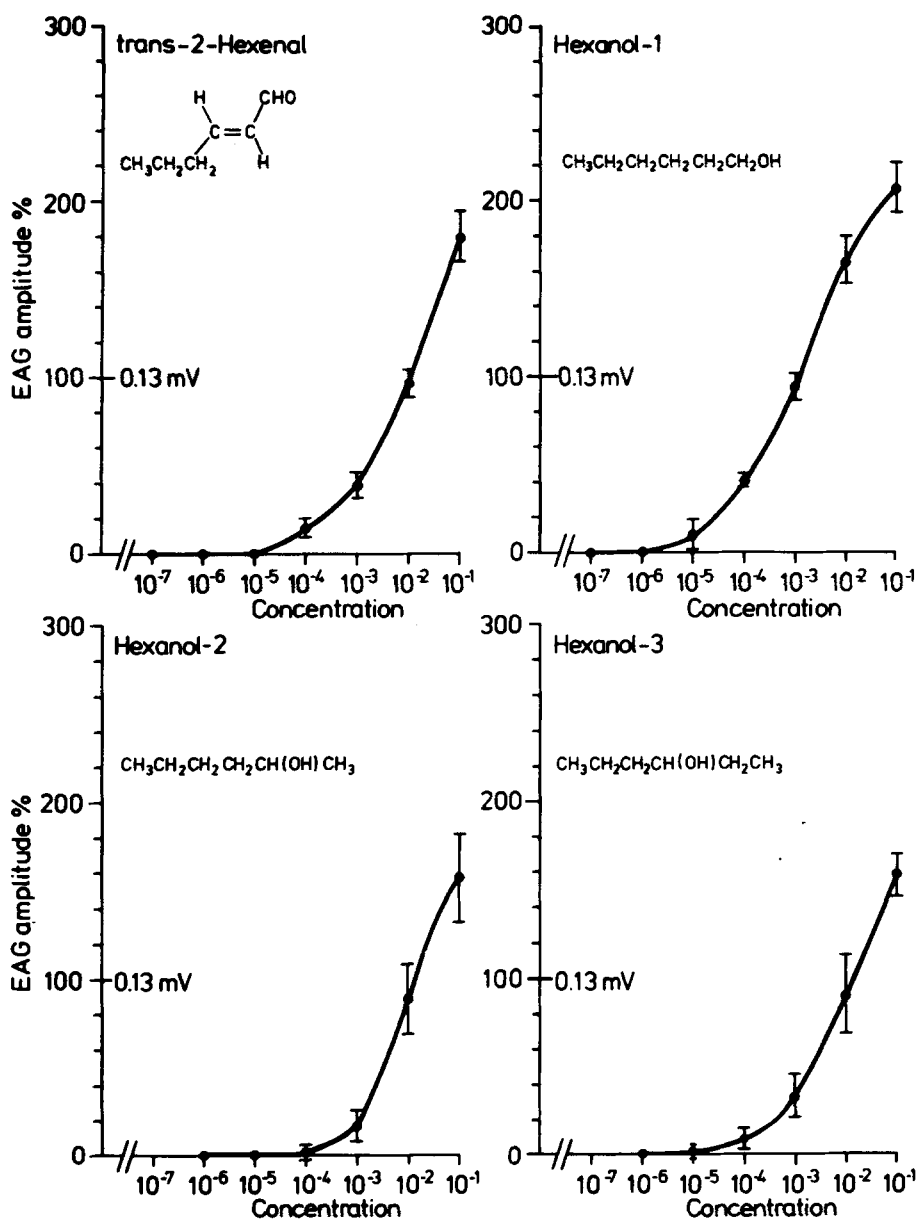 300
200
100
0
EAG amplitude %
trans-2-Hexenal
H CHO
C=C
CH₃CH₂CH₂ H
0.13 mV
10⁻⁷ 10⁻⁶ 10⁻⁵ 10⁻⁴ 10⁻³ 10⁻² 10⁻¹
Concentration
300
200
100
0
Hexanol-1
CH₃CH₂CH₂CH₂CH₂CH₂OH
0.13 mV
10⁻⁷ 10⁻⁶ 10⁻⁵ 10⁻⁴ 10⁻³ 10⁻² 10⁻¹
Concentration
300
200
100
0
EAG amplitude %
Hexanol-2
CH₃CH₂CH₂CH₂CH(OH)CH₃
0.13 mV
10⁻⁷ 10⁻⁶ 10⁻⁵ 10⁻⁴ 10⁻³ 10⁻² 10⁻¹
Concentration
300
200
100
0
Hexanol-3
CH₃CH₂CH₂CH(OH)CH₂CH₃
0.13 mV
10⁻⁷ 10⁻⁶ 10⁻⁵ 10⁻⁴ 10⁻³ 10⁻² 10⁻¹
Concentration